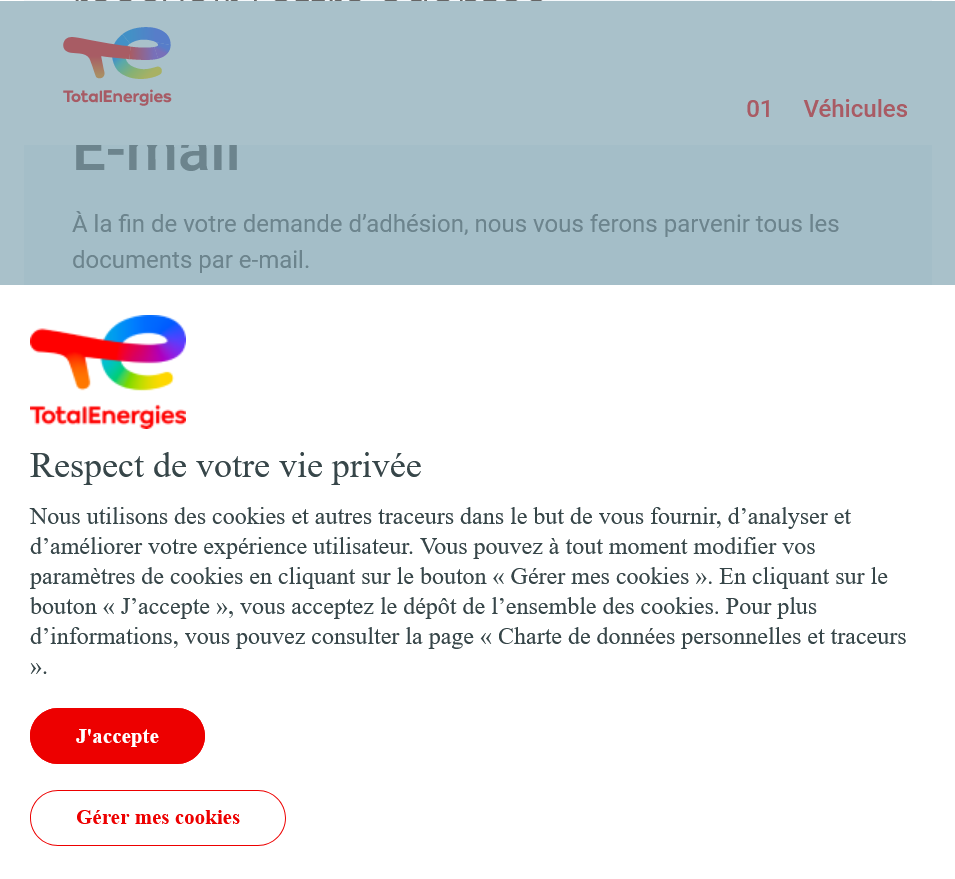 TotalEnergies
01 Véhicules
E-mail
À la fin de votre demande d’adhésion, nous vous ferons parvenir tous les
documents par e-mail.
TotalEnergies
Respect de votre vie privée
Nous utilisons des cookies et autres traceurs dans le but de vous fournir, d’analyser et
d’améliorer votre expérience utilisateur. Vous pouvez à tout moment modifier vos
paramètres de cookies en cliquant sur le bouton « Gérer mes cookies ». En cliquant sur le
bouton « J’accepte », vous acceptez le dépôt de l’ensemble des cookies. Pour plus
d’informations, vous pouvez consulter la page « Charte de données personnelles et traceurs
».
J'accepte
Gérer mes cookies